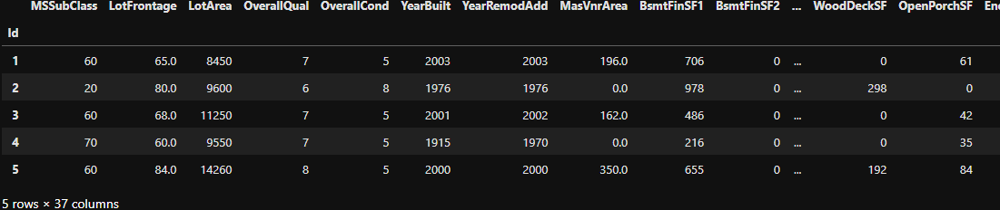 MSSubClass LotFrontage LotArea OverallQual OverallCond YearBuilt YearRemodAdd MasVnrArea BsmtFinSF1 BsmtFinSF2 ... WoodDeckSF OpenPorchSF Enc
Id
1 60 65.0 8450 7 5 2003 2003 196.0 706 0 ... 0 61
2 20 80.0 9600 6 8 1976 1976 0.0 978 0 ... 298 0
3 60 68.0 11250 7 5 2001 2002 162.0 486 0 ... 0 42
4 70 60.0 9550 7 5 1915 1970 0.0 216 0 ... 0 35
5 60 84.0 14260 8 5 2000 2000 350.0 655 0 ... 192 84
5 rows × 37 columns